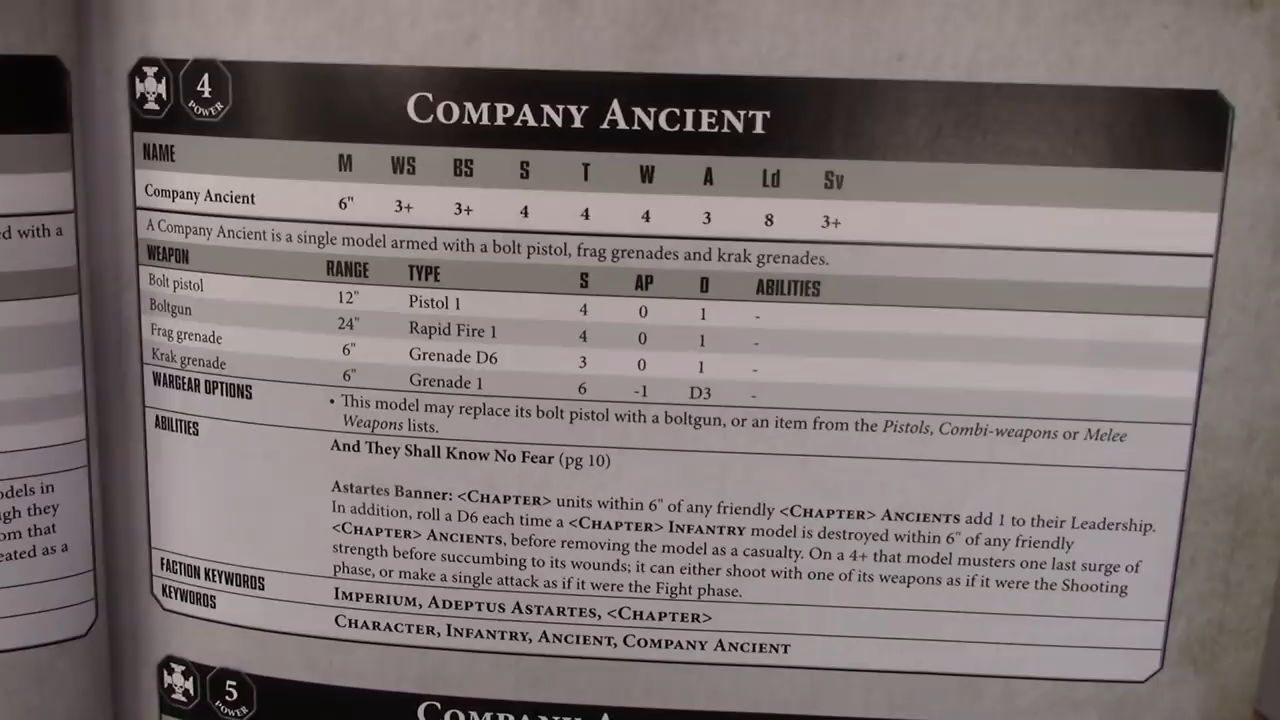 4
POWER
COMPANY ANCIENT
NAME M WS BS S T W A Ld Sv
Company Ancient 6" 3+ 3+ 4 4 4 3 8 3+
A Company Ancient is a single model armed with a bolt pistol, frag grenades and krak grenades.
WEAPON RANGE TYPE S AP D ABILITIES
Bolt pistol 12" Pistol 1 4 0 1 -
Boltgun 24" Rapid Fire 1 4 0 1 -
Frag grenade 6" Grenade D6 3 0 1 -
Krak grenade 6" Grenade 1 6 -1 D3 -
WARGEAR OPTIONS • This model may replace its bolt pistol with a boltgun, or an item from the Pistols, Combi-weapons or Melee
Weapons lists.
ABILITIES And They Shall Know No Fear (pg 10)
Astartes Banner: <CHAPTER> units within 6" of any friendly <CHAPTER> ANCIENTS add 1 to their Leadership.
In addition, roll a D6 each time a <CHAPTER> INFANTRY model is destroyed within 6" of any friendly
<CHAPTER> ANCIENTS, before removing the model as a casualty. On a 4+ that model musters one last surge of
strength before succumbing to its wounds; it can either shoot with one of its weapons as if it were the Shooting
phase, or make a single attack as if it were the Fight phase.
FACTION KEYWORDS IMPERIUM, ADEPTUS ASTARTES, <CHAPTER>
KEYWORDS CHARACTER, INFANTRY, ANCIENT, COMPANY ANCIENT
5
POWER
COMPANY
with a
models in
they
that
as a